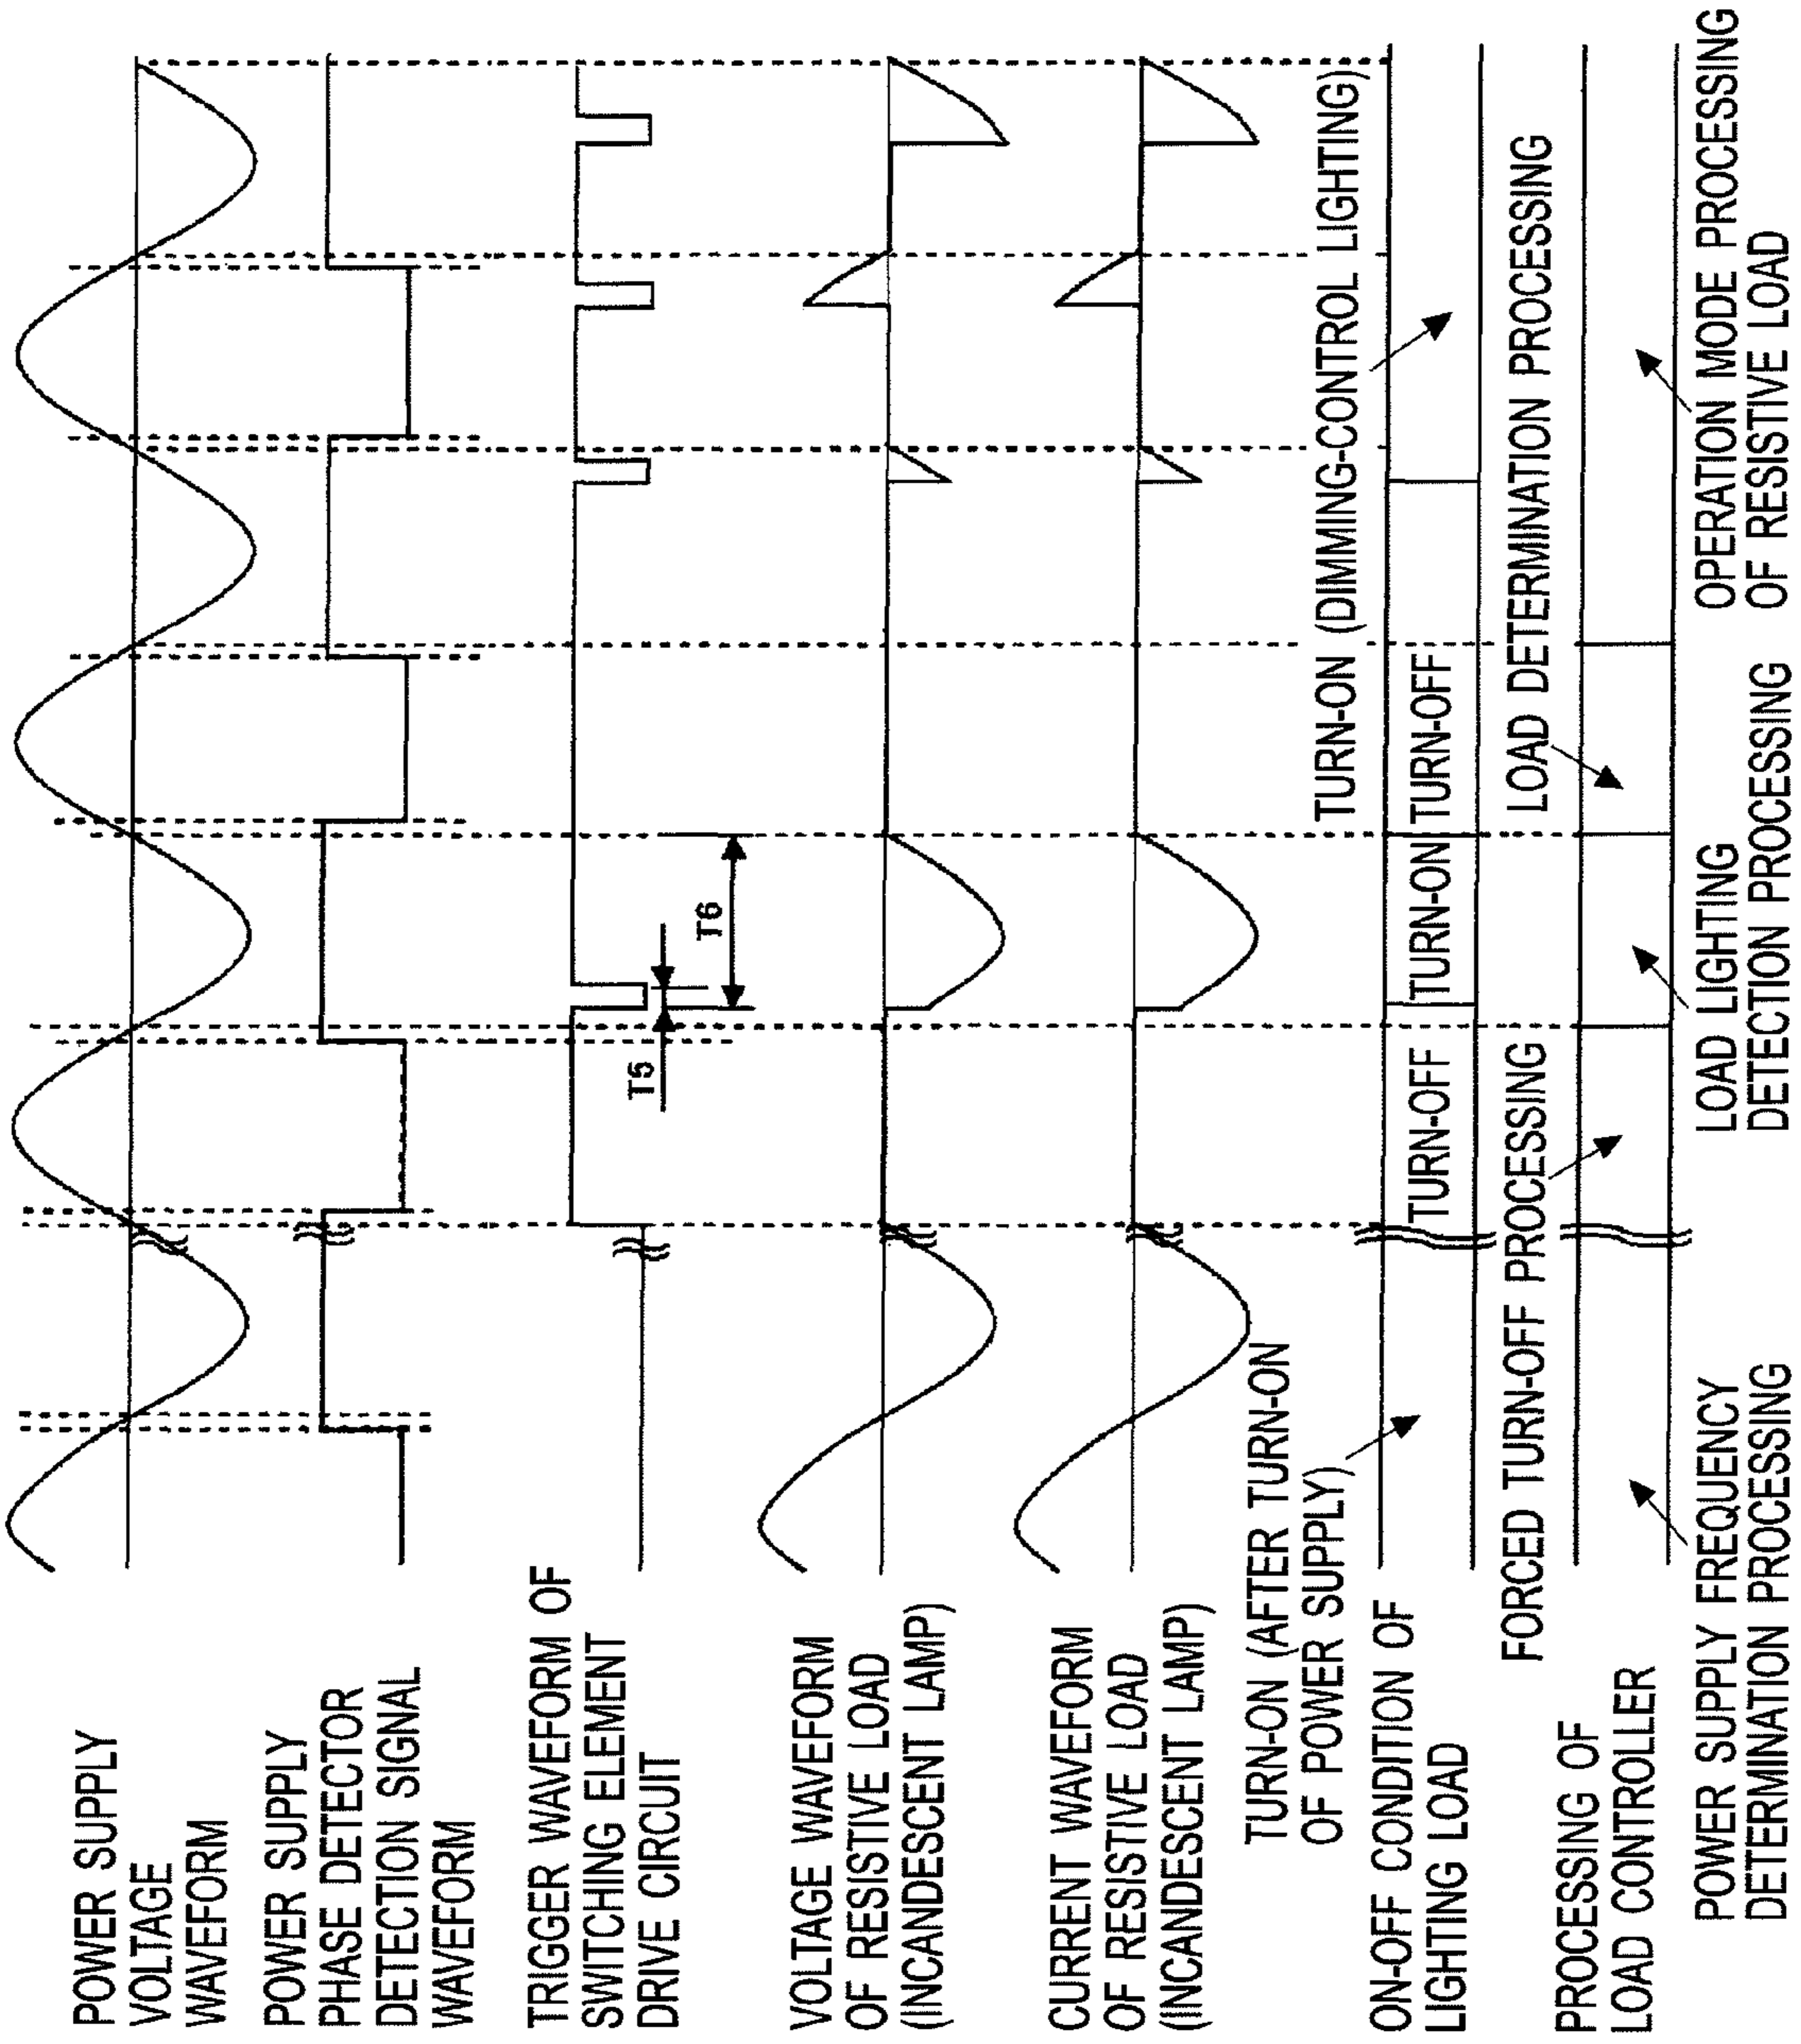 POWER SUPPLY
VOLTAGE
WAVEFORM
POWER SUPPLY
PHASE DETECTOR
DETECTION SIGNAL
WAVEFORM
TRIGGER WAVEFORM OF
SWITCHING ELEMENT
DRIVE CIRCUIT
T5
T6
VOLTAGE WAVEFORM
OF RESISTIVE LOAD
(INCANDESCENT LAMP)
CURRENT WAVEFORM
OF RESISTIVE LOAD
(INCANDESCENT LAMP)
TURN-ON (AFTER TURN-ON
OF POWER SUPPLY)
TURN-ON (DIMMING-CONTROL LIGHTING)
ON-OFF CONDITION OF
LIGHTING LOAD
TURN-OFF
TURN-ON
TURN-OFF
FORCED TURN-OFF PROCESSING
LOAD DETERMINATION PROCESSING
PROCESSING OF
LOAD CONTROLLER
POWER SUPPLY FREQUENCY
DETERMINATION PROCESSING
LOAD LIGHTING
DETECTION PROCESSING
OPERATION MODE PROCESSING
OF RESISTIVE LOAD